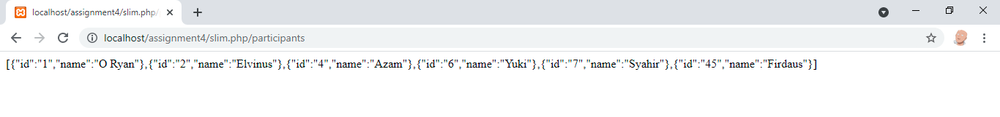 localhost/assignment4/slim.php/
localhost/assignment4/slim.php/participants
[{"id":"1","name":"O Ryan"},{"id":"2","name":"Elvinus"},{"id":"4","name":"Azam"},{"id":"6","name":"Yuki"},{"id":"7","name":"Syahir"},{"id":"45","name":"Firdaus"}]